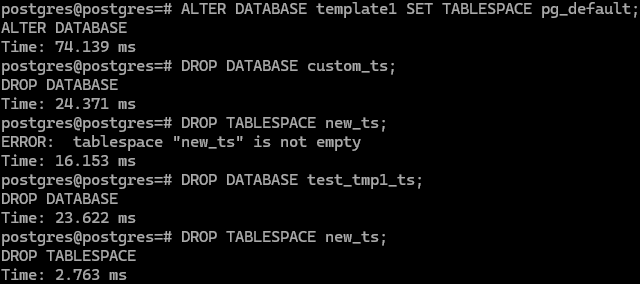 postgres@postgres=# ALTER DATABASE template1 SET TABLESPACE pg_default;
ALTER DATABASE
Time: 74.139 ms
postgres@postgres=# DROP DATABASE custom_ts;
DROP DATABASE
Time: 24.371 ms
postgres@postgres=# DROP TABLESPACE new_ts;
ERROR:  tablespace "new_ts" is not empty
Time: 16.153 ms
postgres@postgres=# DROP DATABASE test_tmp1_ts;
DROP DATABASE
Time: 23.622 ms
postgres@postgres=# DROP TABLESPACE new_ts;
DROP TABLESPACE
Time: 2.763 ms